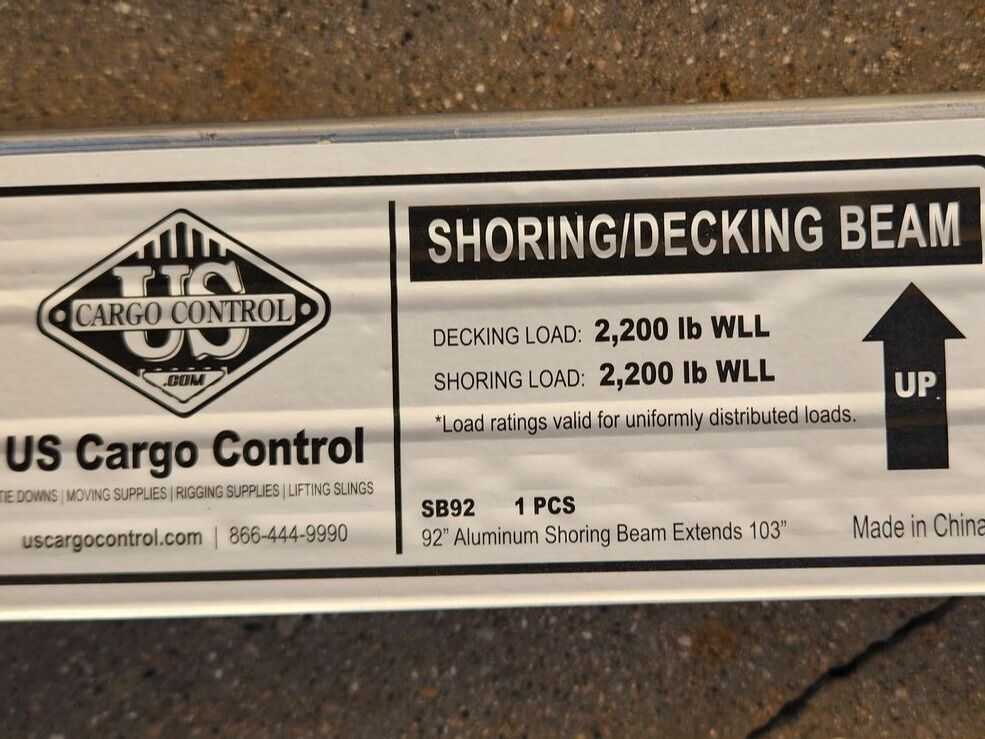 US
CARGO CONTROL
.COM
US Cargo Control
TIE DOWNS | MOVING SUPPLIES | RIGGING SUPPLIES | LIFTING SLINGS
uscargocontrol.com | 866-444-9990
SHORING/DECKING BEAM
DECKING LOAD: 2,200 lb WLL
SHORING LOAD: 2,200 lb WLL
*Load ratings valid for uniformly distributed loads.
UP
SB92 1 PCS
92" Aluminum Shoring Beam Extends 103"
Made in China